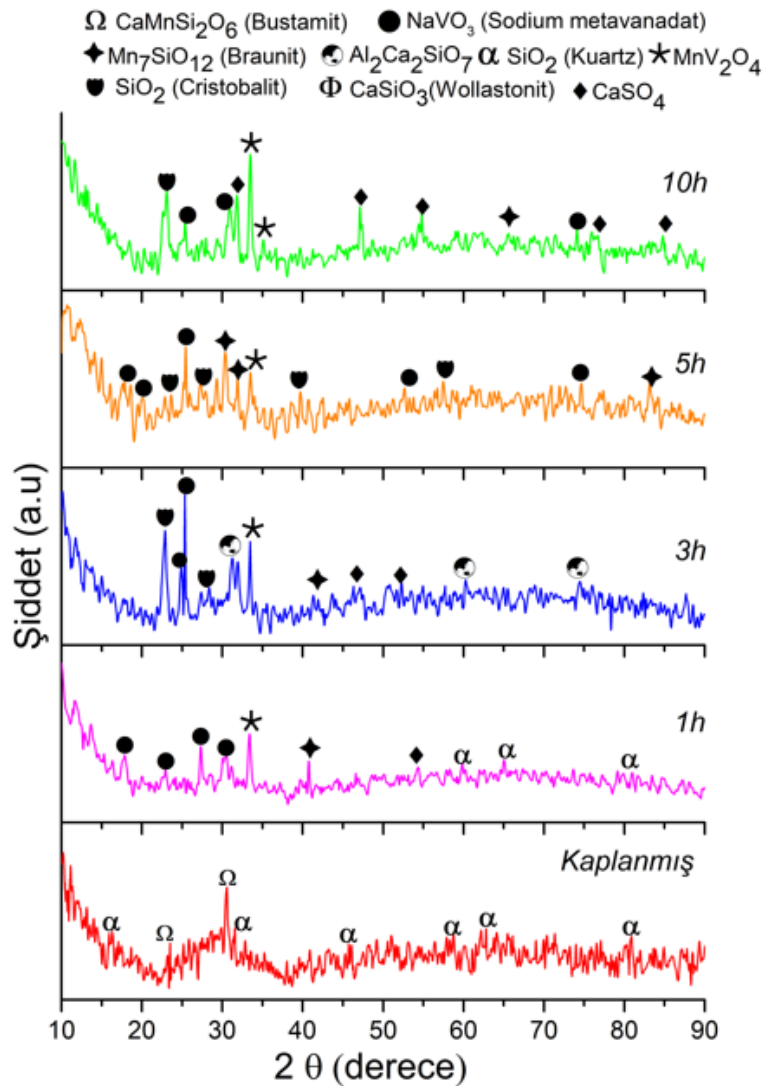 Ω CaMnSi₂O₆ (Bustamit) ● NaVO₃ (Sodium metavanadat)
✦ Mn₇SiO₁₂ (Braunit) Al₂Ca₂SiO₇ α SiO₂ (Kuartz) ★ MnV₂O₄
SiO₂ (Cristobalit) Φ CaSiO₃(Wollastonit) ♦ CaSO₄
10h
5h
3h
1h
α α α
Kaplanmış
Ω
α Ω α α α α α
10 20 30 40 50 60 70 80 90
2 θ (derece)
Şiddet (a.u)